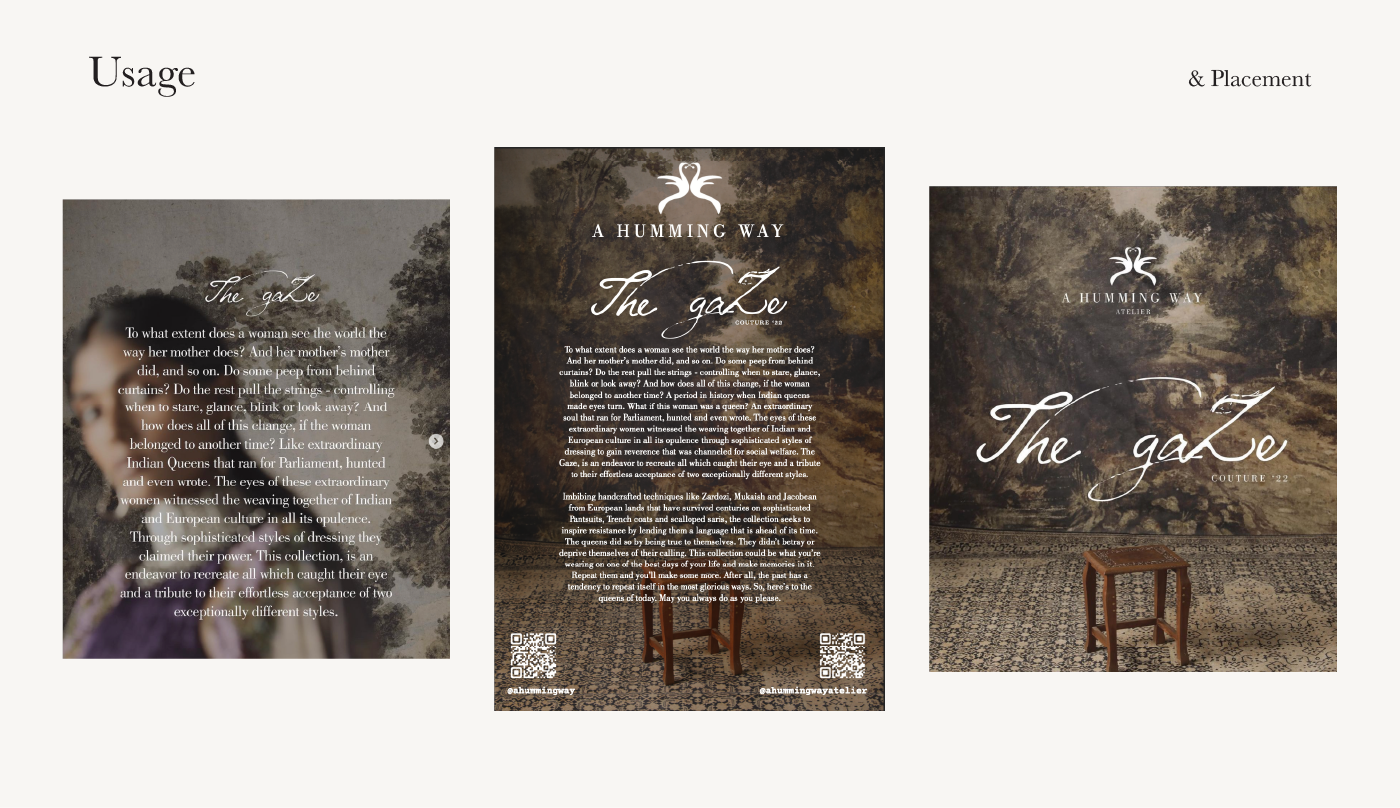 Usage
& Placement
The gaZe
To what extent does a woman see the world the
way her mother does? And her mother's mother
did, and so on. Do some peep from behind
curtains? Do the rest pull the strings - controlling
when to stare, glance, blink or look away? And
how does all of this change, if the woman
belonged to another time? Like extraordinary
Indian Queens that ran for Parliament, hunted
and even wrote. The eyes of these extraordinary
women witnessed the weaving together of Indian
and European culture in all its opulence.
Through sophisticated styles of dressing they
claimed their power. This collection, is an
endeavor to recreate all which caught their eye
and a tribute to their effortless acceptance of two
exceptionally different styles.
A HUMMING WAY
The gaZe
COUTURE '22
To what extent does a woman see the world the way her mother does?
And her mother's mother did, and so on. Do some peep from behind
curtains? Do the rest pull the strings - controlling when to stare, glance,
blink or look away? And how does all of this change, if the woman
belonged to another time? A period in history when Indian queens
made eyes turn. What if this woman was a queen? An extraordinary
soul that ran for Parliament, hunted and even wrote. The eyes of these
extraordinary women witnessed the weaving together of Indian and
European culture in all its opulence through sophisticated styles of
dressing to gain reverence that was channeled for social welfare. The
Gaze, is an endeavor to recreate all which caught their eye and a tribute
to their effortless acceptance of two exceptionally different styles.
Imbibing handcrafted techniques like Zardozi, Mukaish and Jacobean
from European lands that have survived centuries on sophisticated
Pantsuits, Trench coats and scalloped saris, the collection seeks to
inspire resistance by lending them a language that is ahead of its time.
The queens did so by being true to themselves. They didn't betray or
deprive themselves of their calling. This collection could be what you're
wearing on one of the best days of your life and make memories in it.
Repeat them and you'll make some more. After all, the past has a
tendency to repeat itself in the most glorious ways. So, here's to the
queens of today. May you always do as you please.
@ahummingway
@ahummingwayatelier
A HUMMING WAY
ATELIER
The gaZe
COUTURE '22